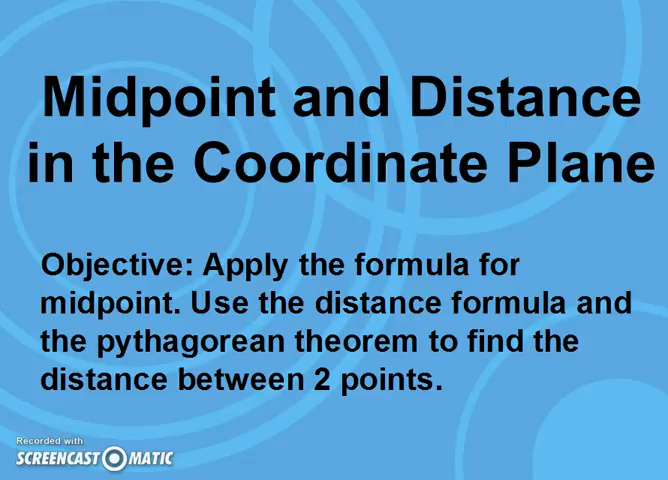 Midpoint and Distance
in the Coordinate Plane
Objective: Apply the formula for
midpoint. Use the distance formula and
the pythagorean theorem to find the
distance between 2 points.
Recorded with
SCREENCAST MATIC